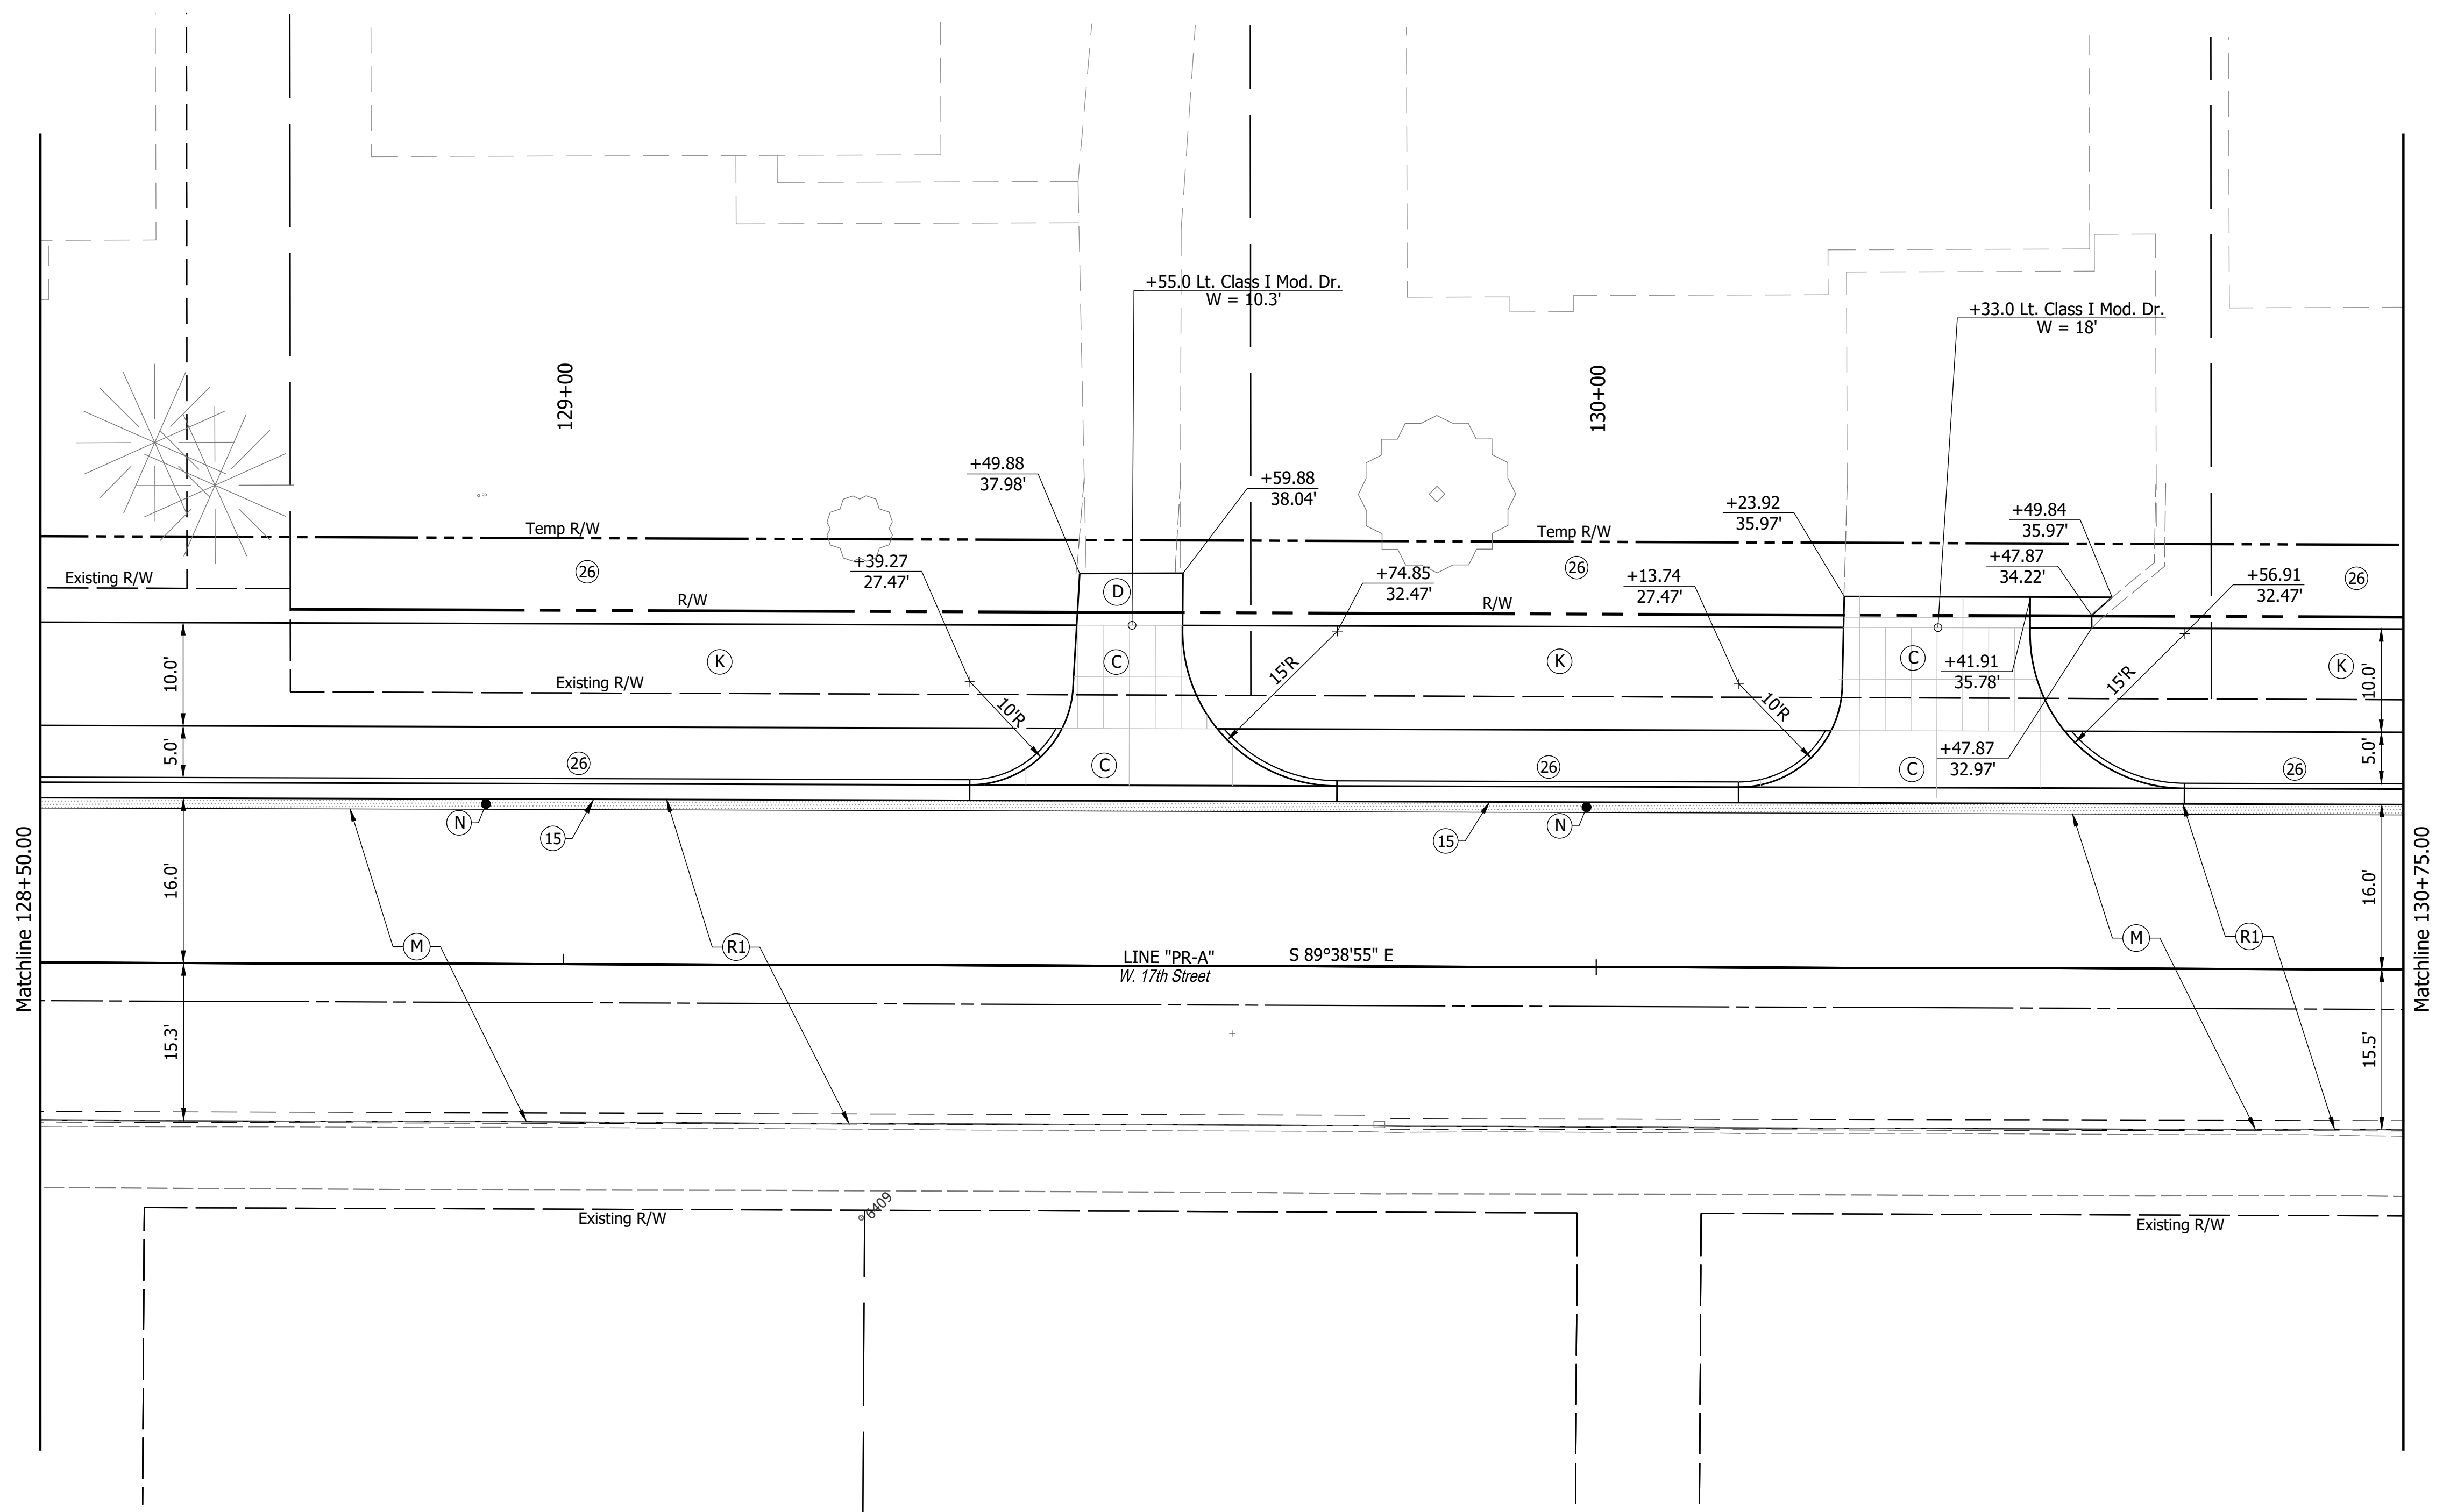 +55.0 Lt. Class I Mod. Dr.
W = 10.3'
+33.0 Lt. Class I Mod. Dr.
W = 18'
129+00
130+00
+49.88
37.98'
+59.88
38.04'
+23.92
35.97'
+49.84
35.97'
FP
Temp R/W
Temp R/W
+39.27
27.47'
+74.85
32.47'
+13.74
27.47'
+47.87
34.22'
+56.91
32.47'
26
26
26
Existing R/W
D
R/W
R/W
K
C
K
C
K
+41.91
35.78'
Existing R/W
10.0'
10.0'
10'R
15'R
10'R
15'R
5.0'
5.0'
26
C
26
C
26
+47.87
32.97'
N
15
15
N
Matchline 128+50.00
Matchline 130+75.00
16.0'
16.0'
M
R1
M
R1
LINE "PR-A"
S 89°38'55" E
W. 17th Street
15.3'
15.5'
6409
Existing R/W
Existing R/W